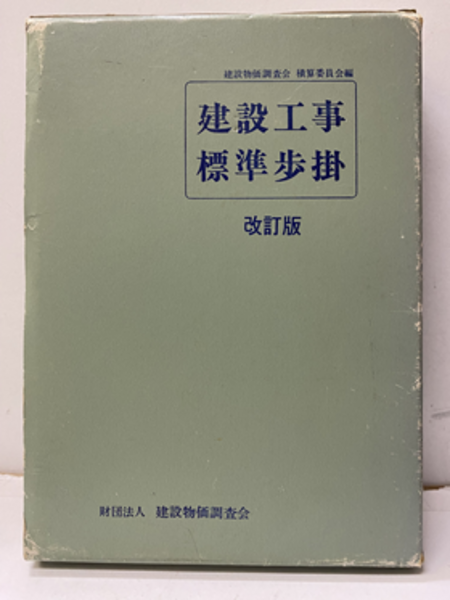 建設物価調査会 積算委員会編
建設工事
標準歩掛
改訂版
財団法人 建設物価調査会